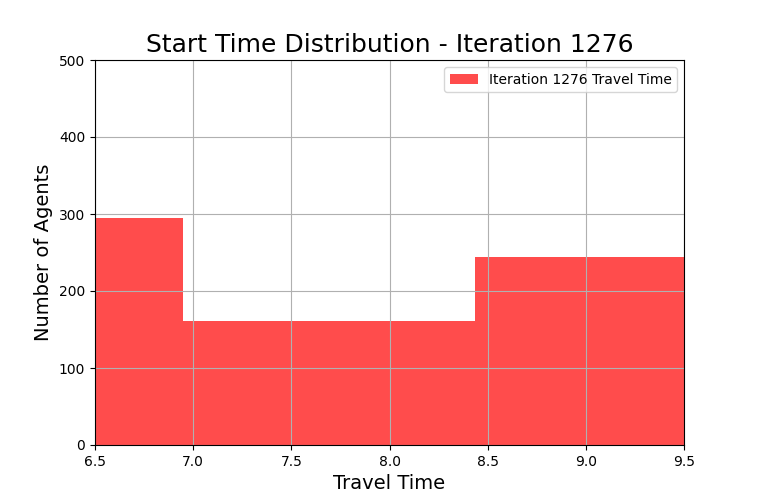 Start Time Distribution - Iteration 1276
Iteration 1276 Travel Time
Number of Agents
500
400
300
200
100
0
6.5 7.0 7.5 8.0 8.5 9.0 9.5
Travel Time